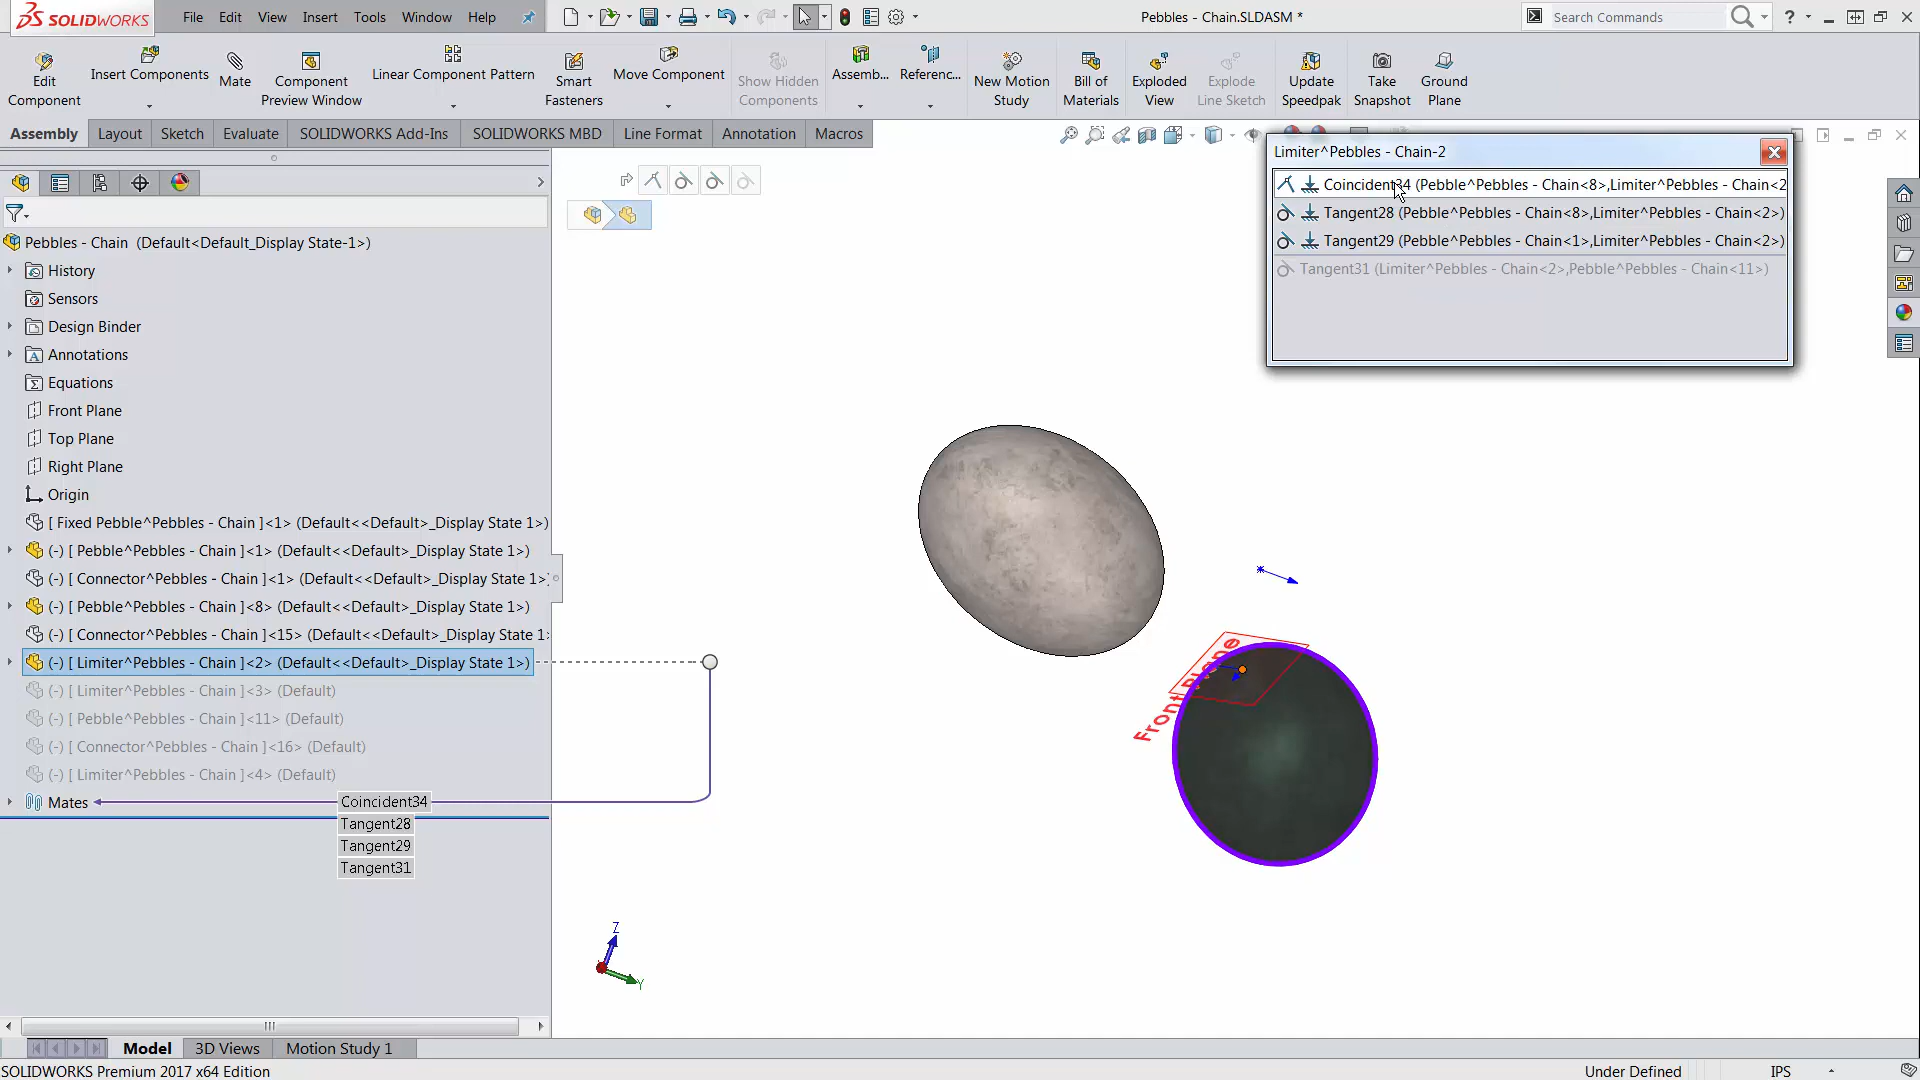 SOLIDWORKS
File Edit View Insert Tools Window Help
Pebbles - Chain.SLDASM *
Search Commands
?
Edit Component
Insert Components
Mate
Component Preview Window
Linear Component Pattern
Smart Fasteners
Move Component
Show Hidden Components
Assemb...
Referenc...
New Motion Study
Bill of Materials
Exploded View
Explode Line Sketch
Update Speedpak
Take Snapshot
Ground Plane
Assembly Layout Sketch Evaluate SOLIDWORKS Add-Ins SOLIDWORKS MBD Line Format Annotation Macros
Limiter^Pebbles - Chain-2
Coincident34 (Pebble^Pebbles - Chain<8>,Limiter^Pebbles - Chain<2
Tangent28 (Pebble^Pebbles - Chain<8>,Limiter^Pebbles - Chain<2>)
Tangent29 (Pebble^Pebbles - Chain<1>,Limiter^Pebbles - Chain<2>)
Tangent31 (Limiter^Pebbles - Chain<2>,Pebble^Pebbles - Chain<11>)
Pebbles - Chain (Default<Default_Display State-1>)
History
Sensors
Design Binder
Annotations
Equations
Front Plane
Top Plane
Right Plane
Origin
[ Fixed Pebble^Pebbles - Chain ]<1> (Default<<Default>_Display State 1>)
(-) [ Pebble^Pebbles - Chain ]<1> (Default<<Default>_Display State 1>)
(-) [ Connector^Pebbles - Chain ]<1> (Default<<Default>_Display State 1>)
(-) [ Pebble^Pebbles - Chain ]<8> (Default<<Default>_Display State 1>)
(-) [ Connector^Pebbles - Chain ]<15> (Default<<Default>_Display State 1>
(-) [ Limiter^Pebbles - Chain ]<2> (Default<<Default>_Display State 1>)
(-) [ Limiter^Pebbles - Chain ]<3> (Default)
(-) [ Pebble^Pebbles - Chain ]<11> (Default)
(-) [ Connector^Pebbles - Chain ]<16> (Default)
(-) [ Limiter^Pebbles - Chain ]<4> (Default)
Mates
Coincident34
Tangent28
Tangent29
Tangent31
Front Plane
Z
Y
Model 3D Views Motion Study 1
SOLIDWORKS Premium 2017 x64 Edition
Under Defined
IPS